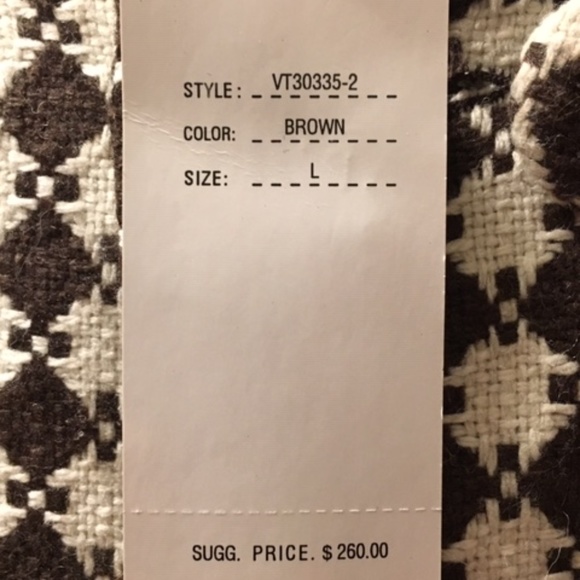 STYLE: VT30335-2
COLOR: BROWN
SIZE: L
SUGG. PRICE. $ 260.00